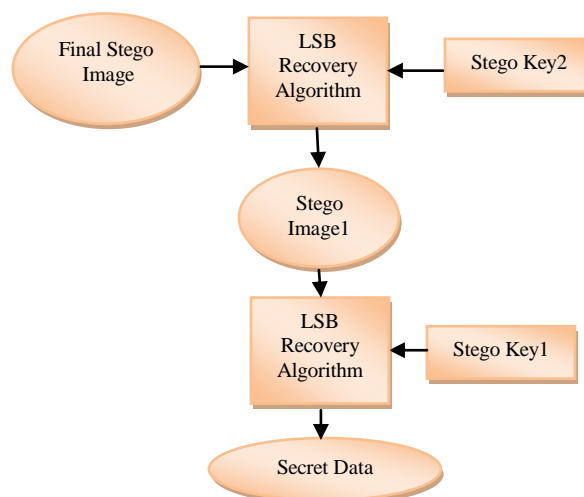 Final Stego
Image
LSB
Recovery
Algorithm
Stego Key2
Stego
Image1
LSB
Recovery
Algorithm
Stego Key1
Secret Data